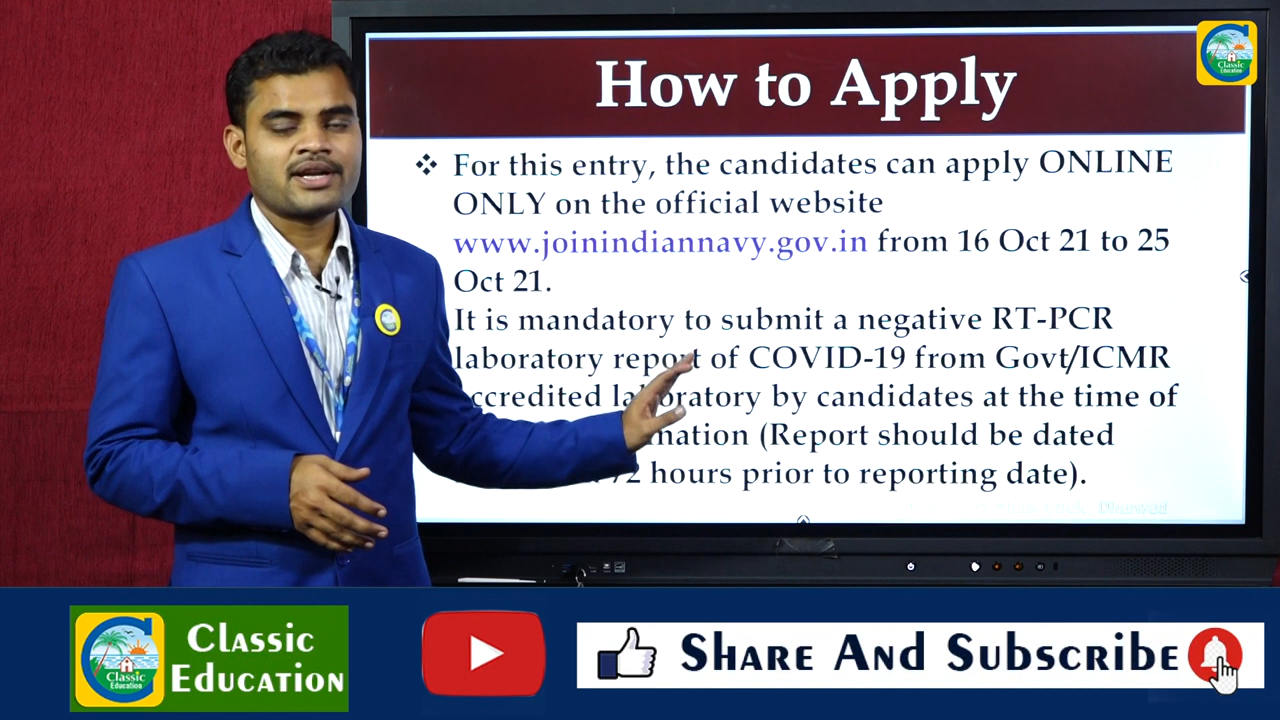 How to Apply
Classic
Education
❖ For this entry, the candidates can apply ONLINE
ONLY on the official website
www.joinindiannavy.gov.in from 16 Oct 21 to 25
Oct 21.
It is mandatory to submit a negative RT-PCR
laboratory report of COVID-19 from Govt/ICMR
ccredited laboratory by candidates at the time of
mination (Report should be dated
72 hours prior to reporting date).
Classic
Education
Classic
Education
Share And Subscribe